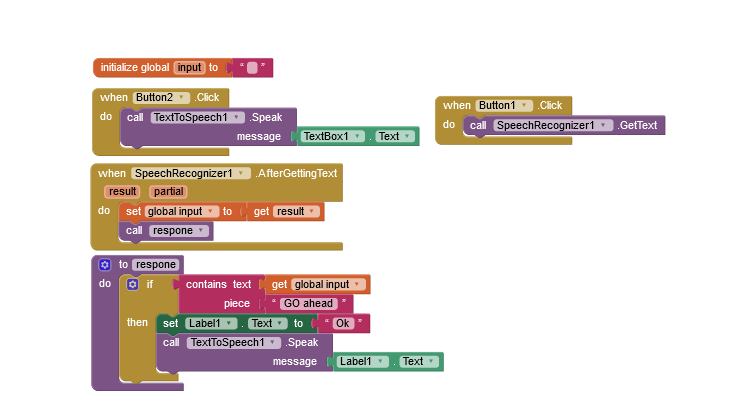 initialize global input to " "
when Button2 .Click
do call TextToSpeech1 .Speak
message TextBox1 . Text
when Button1 .Click
do call SpeechRecognizer1 .GetText
when SpeechRecognizer1 .AfterGettingText
result partial
do set global input to get result
call respone
to respone
do if contains text get global input
piece " GO ahead "
then set Label1 . Text to " Ok "
call TextToSpeech1 .Speak
message Label1 . Text